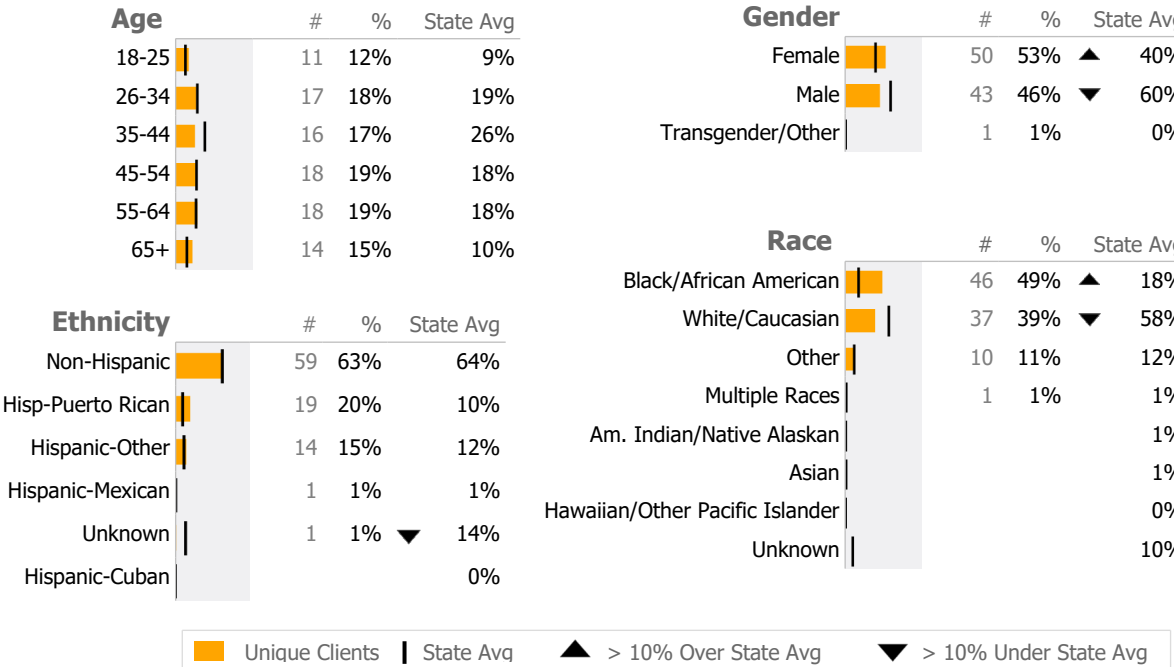 Age # % State Avg
18-25 11 12% 9%
26-34 17 18% 19%
35-44 16 17% 26%
45-54 18 19% 18%
55-64 18 19% 18%
65+ 14 15% 10%
Ethnicity # % State Avg
Non-Hispanic 59 63% 64%
Hisp-Puerto Rican 19 20% 10%
Hispanic-Other 14 15% 12%
Hispanic-Mexican 1 1% 1%
Unknown 1 1% ▼ 14%
Hispanic-Cuban 0%
Gender # % State Avg
Female 50 53% ▲ 40%
Male 43 46% ▼ 60%
Transgender/Other 1 1% 0%
Race # % State Avg
Black/African American 46 49% ▲ 18%
White/Caucasian 37 39% ▼ 58%
Other 10 11% 12%
Multiple Races 1 1% 1%
Am. Indian/Native Alaskan 1%
Asian 1%
Hawaiian/Other Pacific Islander 0%
Unknown 10%
Unique Clients State Avg ▲ > 10% Over State Avg ▼ > 10% Under State Avg